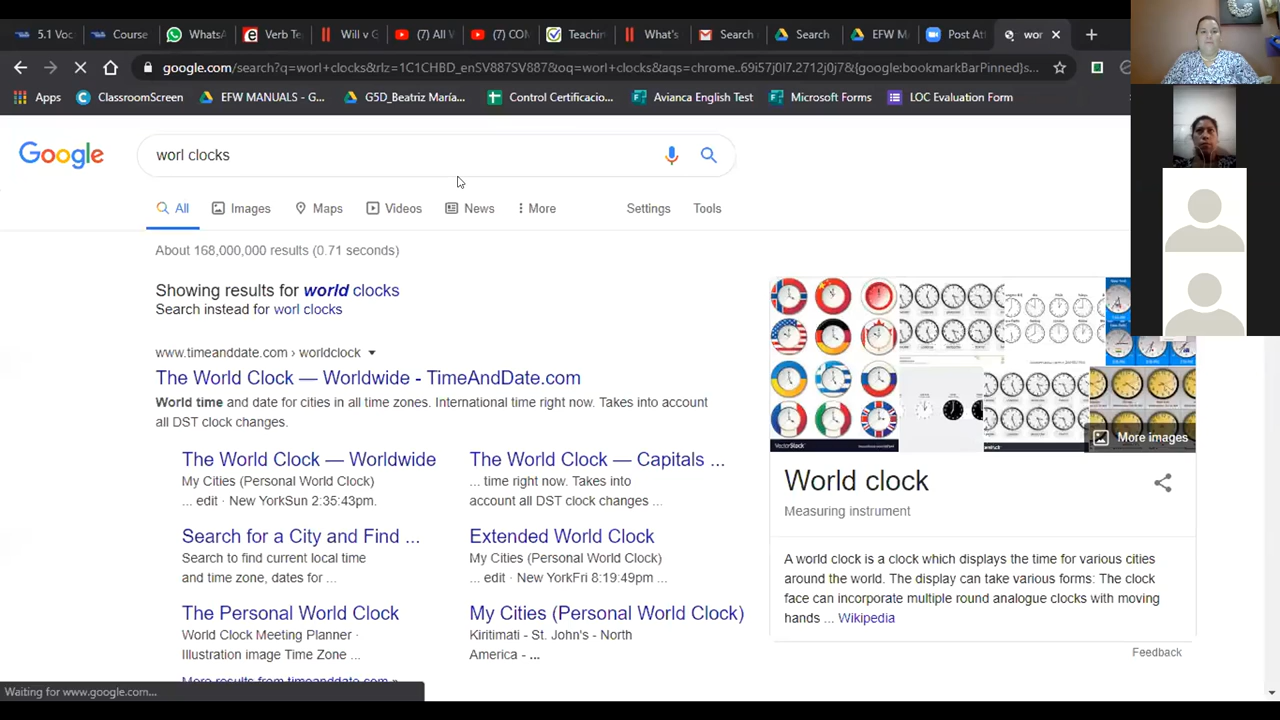 5.1 Voc
Course
WhatsA
Verb Te
Will v G
(7) All V
(7) CON
Teachin
What's
Search
Search
EFW M
Post Att
wor
google.com/search?q=worl+clocks&rlz=1C1CHBD_enSV887SV887&oq=worl+clocks&aqs=chrome..69i57j0l7.2712j0j7&{google:bookmarkBarPinned}s...
Apps
ClassroomScreen
EFW MANUALS - G...
G5D_Beatriz Maria...
Control Certificacio...
Avianca English Test
Microsoft Forms
LOC Evaluation Form
Google
worl clocks
All
Images
Maps
Videos
News
More
Settings
Tools
About 168,000,000 results (0.71 seconds)
Showing results for world clocks
Search instead for worl clocks
www.timeanddate.com › worldclock
The World Clock — Worldwide - TimeAndDate.com
World time and date for cities in all time zones. International time right now. Takes into account
all DST clock changes.
The World Clock — Worldwide
My Cities (Personal World Clock)
... edit · New YorkSun 2:35:43pm.
The World Clock — Capitals ...
... time right now. Takes into
account all DST clock changes ...
Search for a City and Find ...
Search to find current local time
and time zone, dates for ...
Extended World Clock
My Cities (Personal World Clock)
... edit · New YorkFri 8:19:49pm ...
The Personal World Clock
World Clock Meeting Planner ·
Illustration image Time Zone ...
My Cities (Personal World Clock)
Kiritimati - St. John's - North
America - ...
More results from timeanddate.com »
VectorStock
More images
World clock
Measuring instrument
A world clock is a clock which displays the time for various cities
around the world. The display can take various forms: The clock
face can incorporate multiple round analogue clocks with moving
hands ... Wikipedia
Feedback
Waiting for www.google.com...